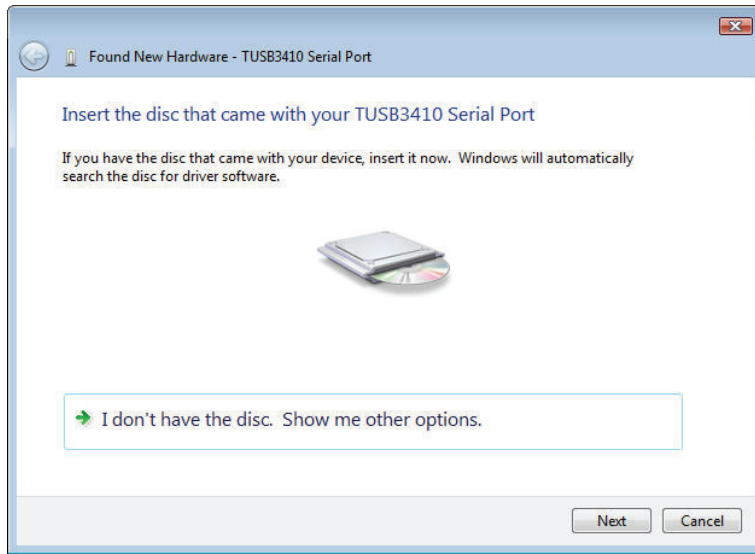 Found New Hardware - TUSB3410 Serial Port
Insert the disc that came with your TUSB3410 Serial Port
If you have the disc that came with your device, insert it now.  Windows will automatically
search the disc for driver software.
I don't have the disc.  Show me other options.
Next Cancel